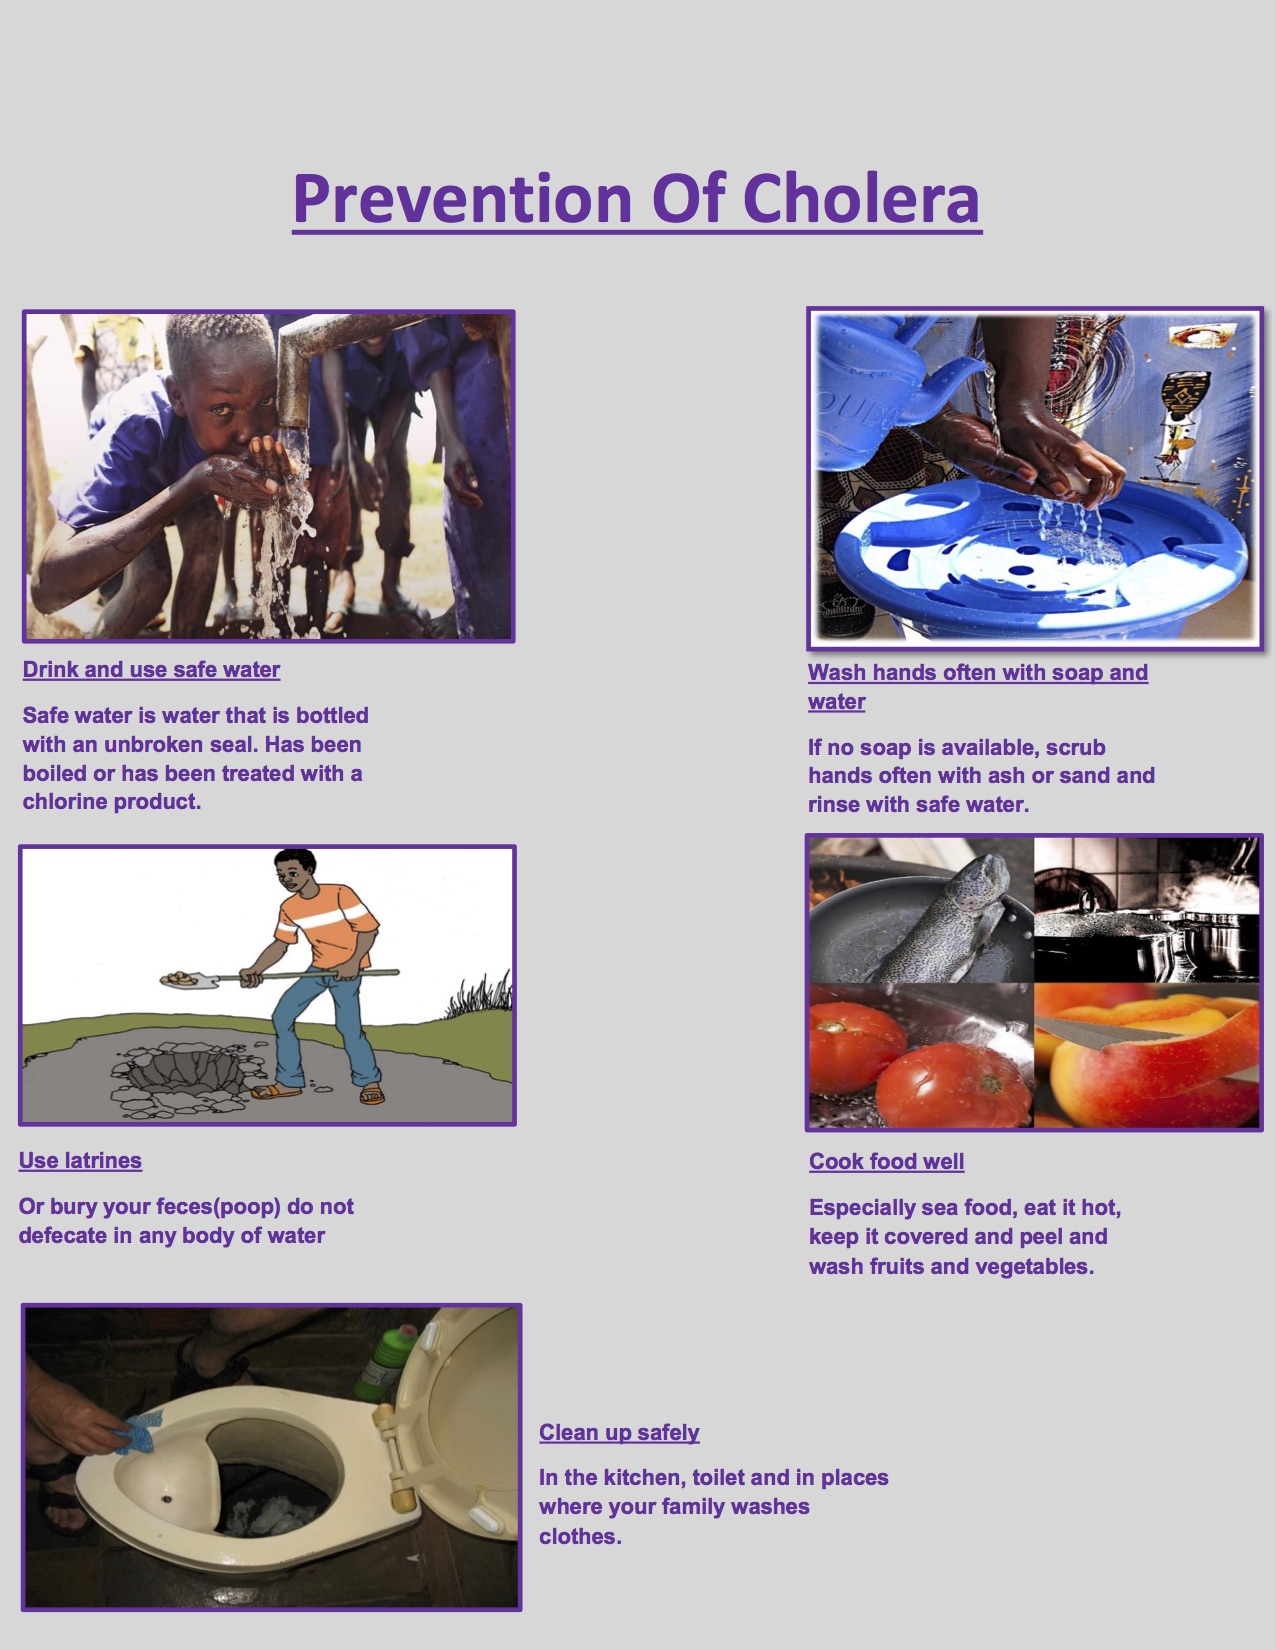 Prevention Of Cholera
Drink and use safe water
Safe water is water that is bottled
with an unbroken seal. Has been
boiled or has been treated with a
chlorine product.
Wash hands often with soap and
water
If no soap is available, scrub
hands often with ash or sand and
rinse with safe water.
Use latrines
Or bury your feces(poop) do not
defecate in any body of water
Cook food well
Especially sea food, eat it hot,
keep it covered and peel and
wash fruits and vegetables.
Clean up safely
In the kitchen, toilet and in places
where your family washes
clothes.